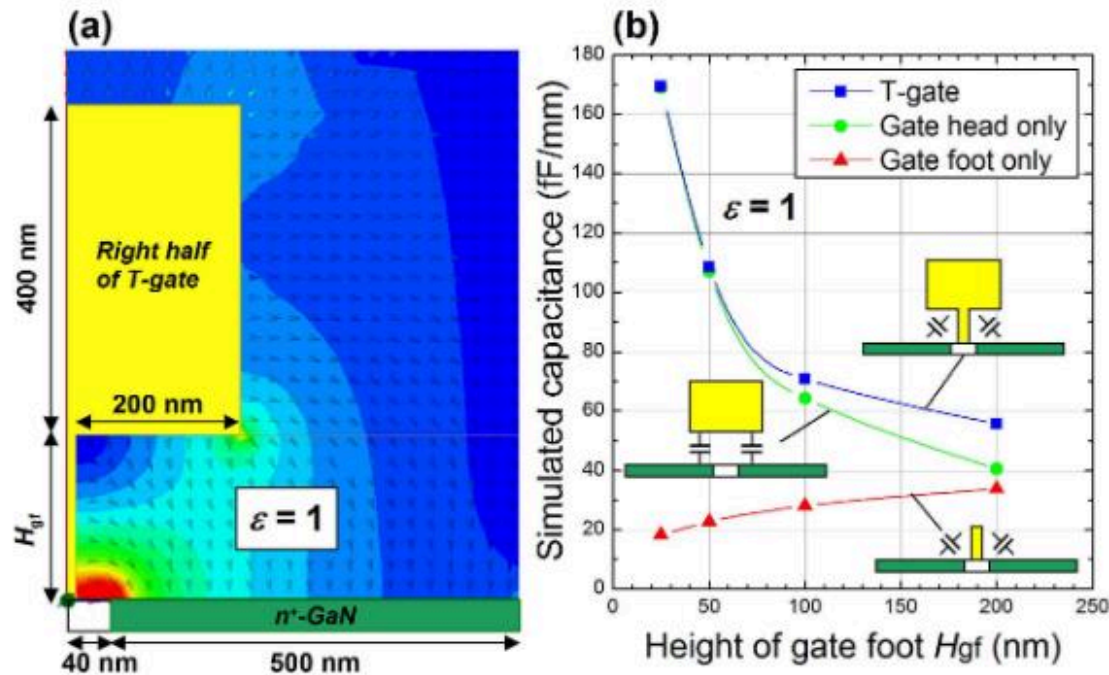 (a)
400 nm
Right half
of T-gate
200 nm
Hgf
ε = 1
n+-GaN
40 nm
500 nm
(b)
Simulated capacitance (fF/mm)
180
160
140
120
100
80
60
40
20
0
T-gate
Gate head only
Gate foot only
ε = 1
0 50 100 150 200 250
Height of gate foot Hgf (nm)